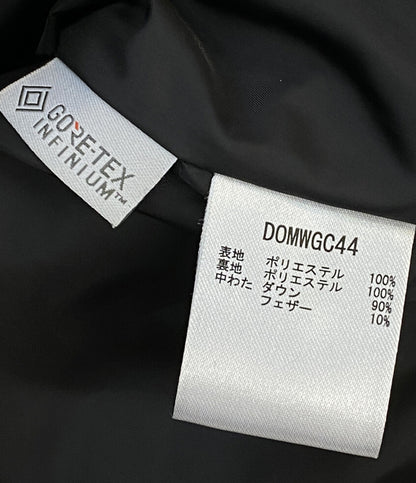 GORE-TEX
INFINIUM™
DOMWGC44
表地 ポリエステル 100%
裏地 ポリエステル 100%
中わた ダウン 90%
フェザー 10%